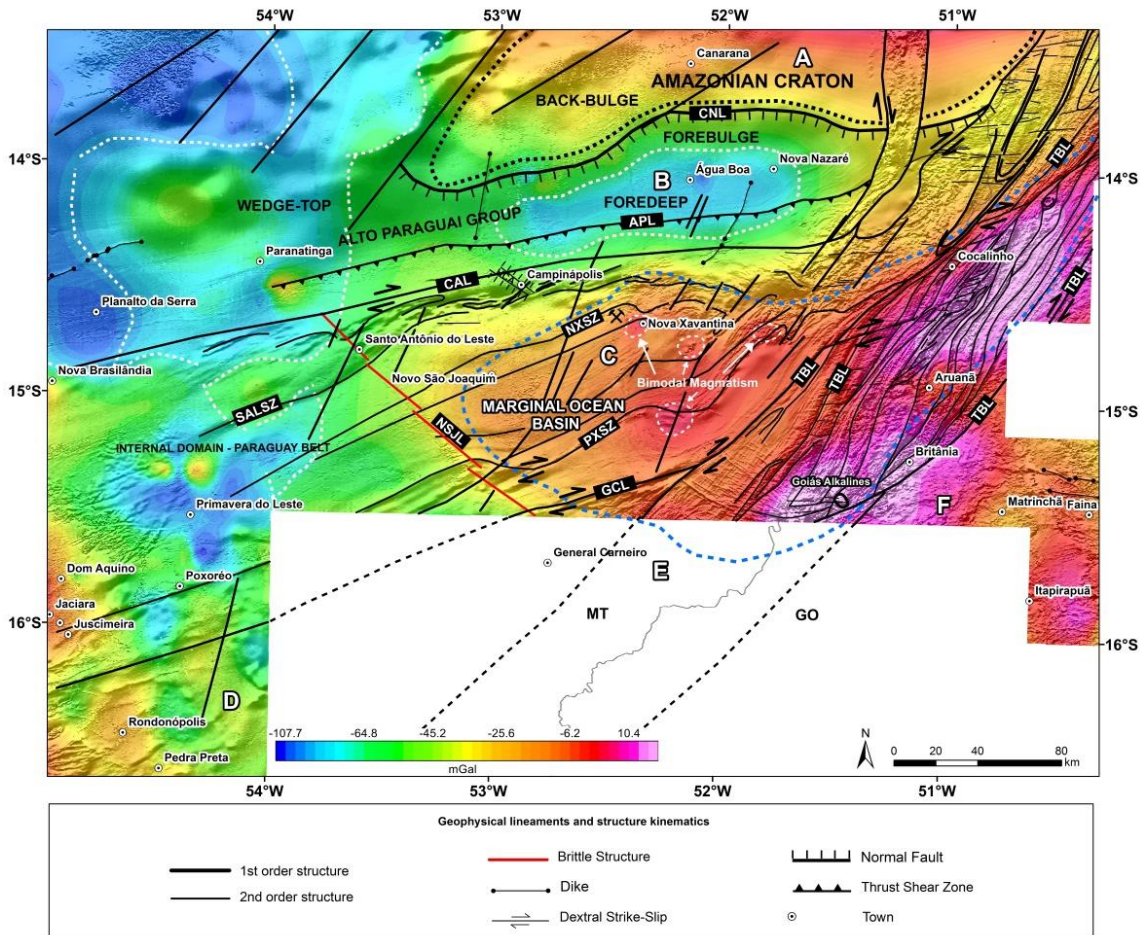 54°W
53°W
52°W
51°W
Canarana
A
AMAZONIAN CRATON
BACK-BULGE
CNL
FOREBULGE
14°S
14°S
Nova Nazaré
Água Boa
TBL
B
WEDGE-TOP
FOREDEEP
ALTO PARAGUAI GROUP
APL
Paranatinga
Cocalinho
Campinápolis
CAL
TBL
Planalto da Serra
NXSZ
Nova Xavantina
Santo Antônio do Leste
C
Nova Brasilândia
Novo São Joaquim
Bimodal Magmatism
TBL
TBL
Aruanã
15°S
15°S
SALSZ
MARGINAL OCEAN
BASIN
TBL
NSJL
PXSZ
INTERNAL DOMAIN - PARAGUAY BELT
Britânia
GCL
Goiás Alkalines
F
Primavera do Leste
Matrinchã
Faina
General Carneiro
E
Dom Aquino
Poxoréo
Jaciara
Itapirapuã
Juscimeira
16°S
MT
GO
16°S
D
Rondonópolis
-107.7
-64.8
-45.2
-25.6
-6.2
10.4
N
0
20
40
60
80
km
Pedra Preta
mGal
54°W
53°W
52°W
51°W
Geophysical lineaments and structure kinematics
1st order structure
2nd order structure
Brittle Structure
Dike
Dextral Strike-Slip
Normal Fault
Thrust Shear Zone
Town